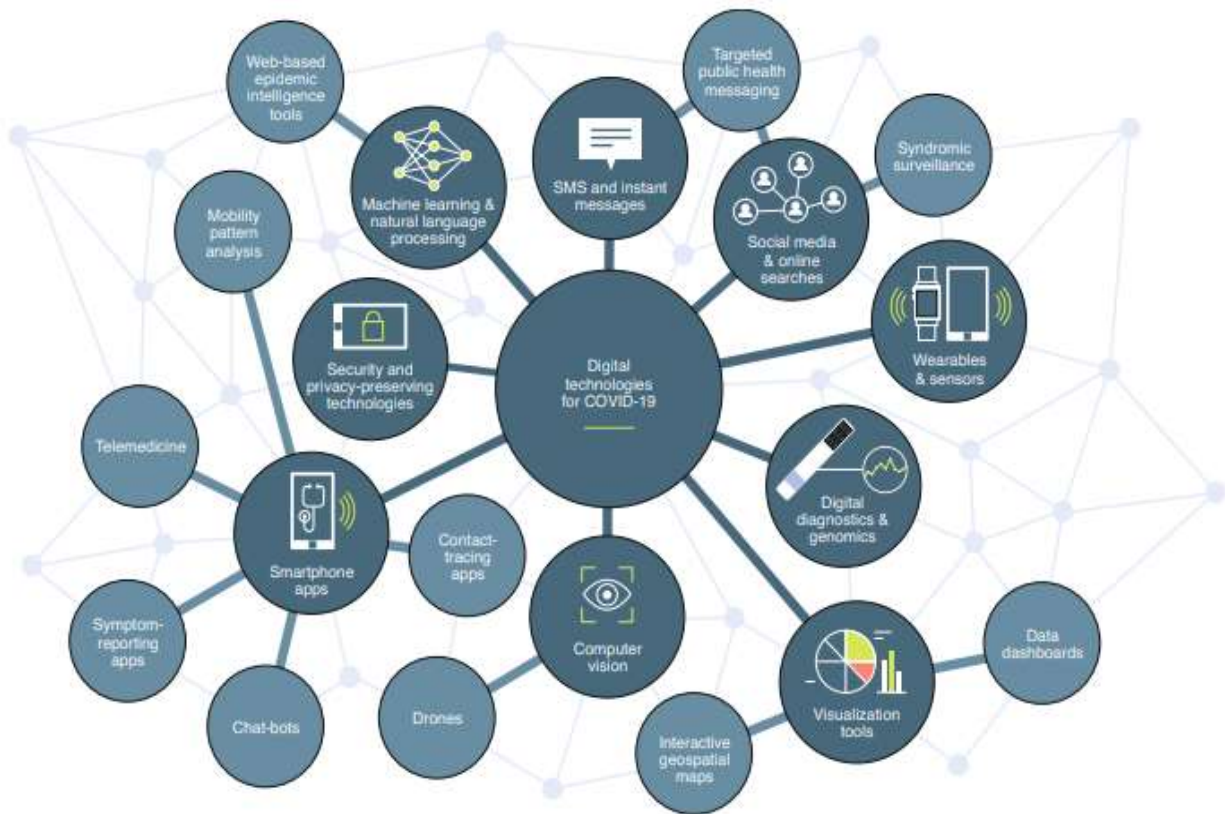 Web-based
epidemic
intelligence
tools
Targeted
public health
messaging
Machine learning &
natural language
processing
SMS and instant
messages
Syndromic
surveillance
Mobility
pattern
analysis
Social media
& online
searches
Security and
privacy-preserving
technologies
Digital
technologies
for COVID-19
Wearables
& sensors
Telemedicine
Digital
diagnostics &
genomics
Smartphone
apps
Contact-
tracing apps
Symptom-
reporting apps
Computer
vision
Data
dashboards
Chat-bots
Drones
Interactive
geospatial
maps
Visualization
tools